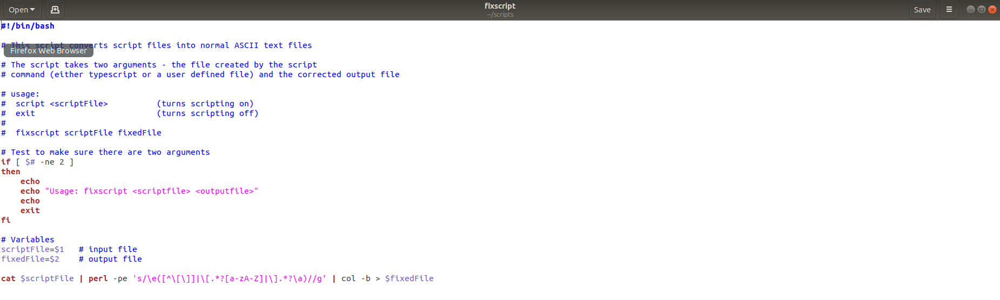 Open
fixscript
~/scripts
Save
#!/bin/bash
# This script converts script files into normal ASCII text files
Firefox Web Browser
# The script takes two arguments - the file created by the script
# command (either typescript or a user defined file) and the corrected output file
# usage:
#  script <scriptFile>          (turns scripting on)
#  exit                         (turns scripting off)
#
#  fixscript scriptFile fixedFile
# Test to make sure there are two arguments
if [ $# -ne 2 ]
then
    echo
    echo "Usage: fixscript <scriptfile> <outputfile>"
    echo
    exit
fi
# Variables
scriptFile=$1   # input file
fixedFile=$2    # output file
cat $scriptFile | perl -pe 's/\e([^\[\]]|\[.*?[a-zA-Z]|\].*?\a)//g' | col -b > $fixedFile